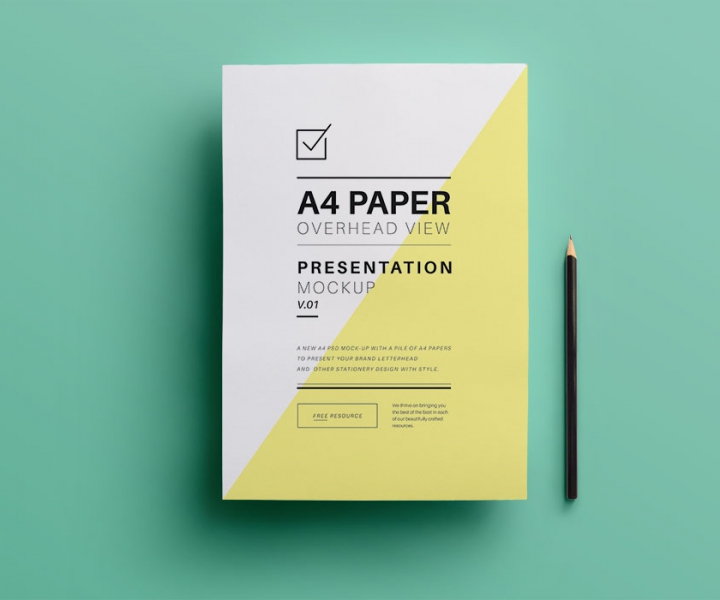 A4 PAPER
OVERHEAD VIEW
PRESENTATION
MOCKUP
V.01
A NEW A4 PSD MOCK-UP WITH A PILE OF A4 PAPERS
TO PRESENT YOUR BRAND LETTERHEAD
AND OTHER STATIONERY DESIGN WITH STYLE.
FREE RESOURCE
We thrive on bringing you
the best of the best in each
of our beautifully crafted
resources.